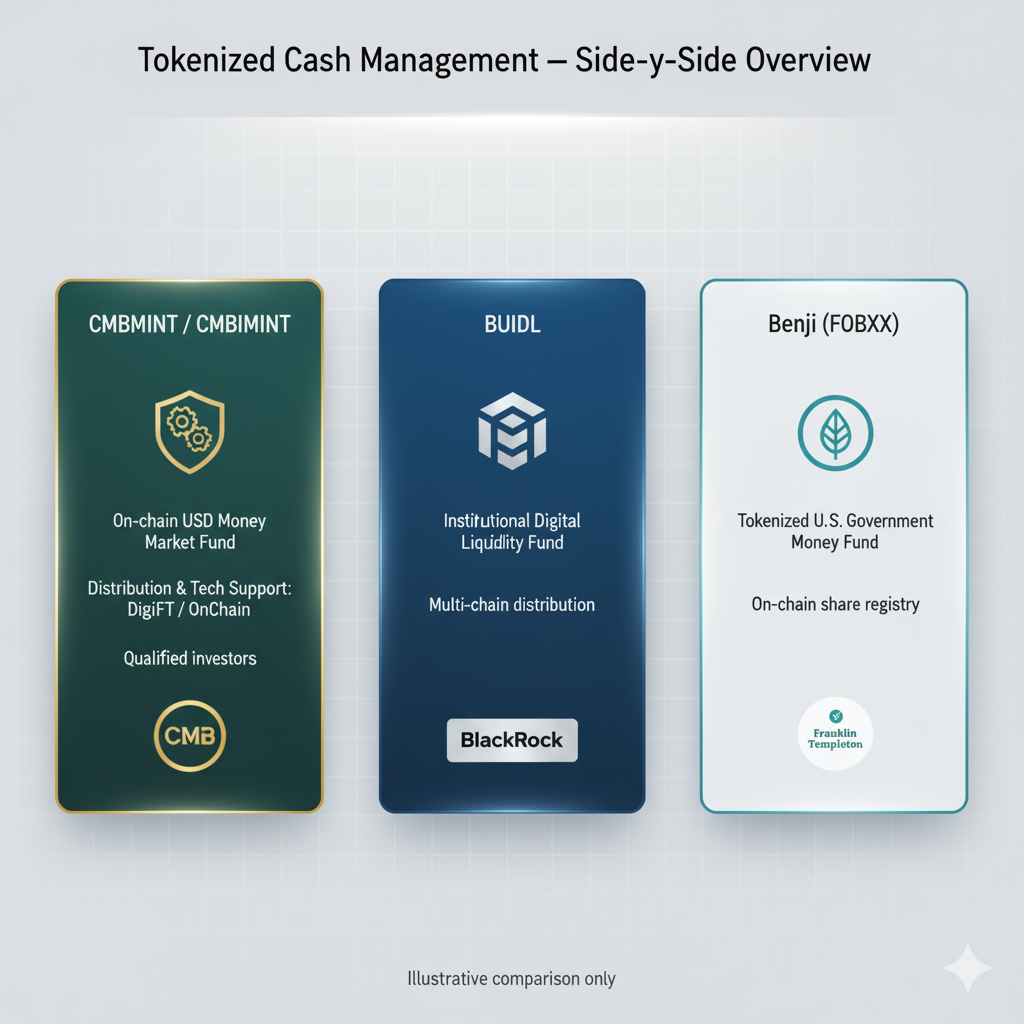 Tokenized Cash Management – Side-y-Side Overview
CMBMINT / CMBIMINT
On-chain USD Money
Market Fund
Distribution & Tech Support:
DigiFT / OnChain
Qualified investors
CMB
BUIDL
Institutional Digital
Liquidity Fund
Multi-chain distribution
BlackRock
Benji (FOBXX)
Tokenized U.S. Government
Money Fund
On-chain share registry
Franklin
Templeton
Illustrative comparison only